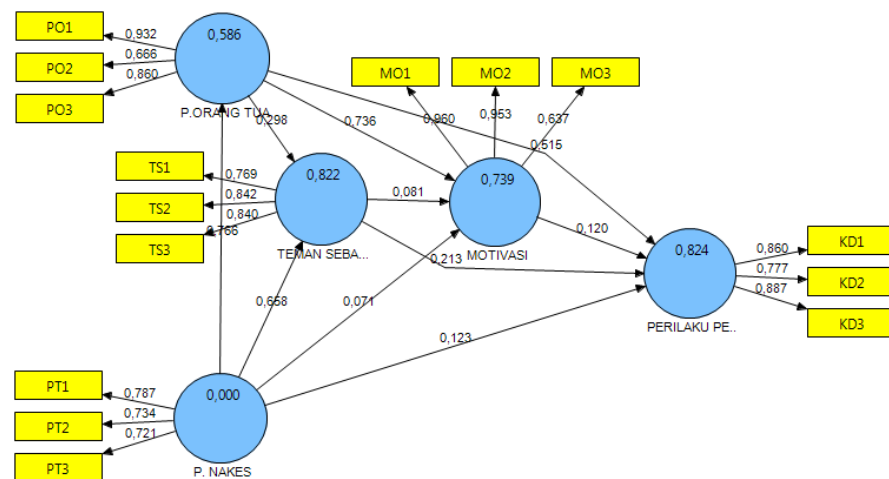 PO1
0,932
PO2
0,666
PO3
0,860
0,586
P.ORANG TUA
MO1
MO2
MO3
0,960
0,953
0,637
0,298
0,736
0,515
TS1
0,769
TS2
0,842
TS3
0,840
0,822
TEMAN SEBA...
0,081
0,739
MOTIVASI
0,120
0,213
0,766
0,071
0,824
PERILAKU PE..
KD1
0,860
KD2
0,777
KD3
0,887
0,123
PT1
0,787
PT2
0,734
PT3
0,721
0,000
P. NAKES